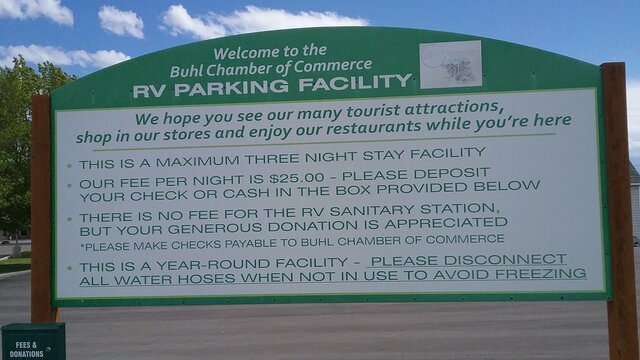 Welcome to the
Buhl Chamber of Commerce
RV PARKING FACILITY
We hope you see our many tourist attractions,
shop in our stores and enjoy our restaurants while you're here
• THIS IS A MAXIMUM THREE NIGHT STAY FACILITY
• OUR FEE PER NIGHT IS $25.00 - PLEASE DEPOSIT
YOUR CHECK OR CASH IN THE BOX PROVIDED BELOW
• THERE IS NO FEE FOR THE RV SANITARY STATION,
BUT YOUR GENEROUS DONATION IS APPRECIATED
*PLEASE MAKE CHECKS PAYABLE TO BUHL CHAMBER OF COMMERCE
• THIS IS A YEAR-ROUND FACILITY - PLEASE DISCONNECT
ALL WATER HOSES WHEN NOT IN USE TO AVOID FREEZING
FEES &
DONATIONS